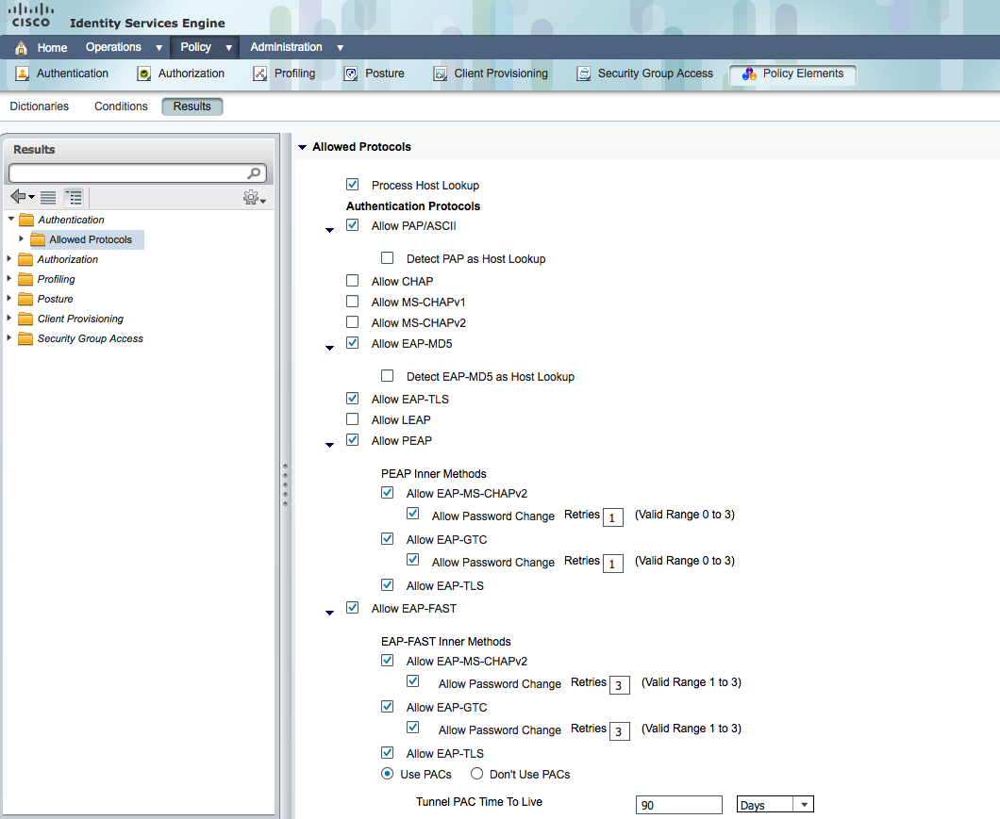 CISCO Identity Services Engine
Home Operations Policy Administration
Authentication Authorization Profiling Posture Client Provisioning Security Group Access Policy Elements
Dictionaries Conditions Results
Results
Authentication
Allowed Protocols
Authorization
Profiling
Posture
Client Provisioning
Security Group Access
Allowed Protocols
Process Host Lookup
Authentication Protocols
Allow PAP/ASCII
Detect PAP as Host Lookup
Allow CHAP
Allow MS-CHAPv1
Allow MS-CHAPv2
Allow EAP-MD5
Detect EAP-MD5 as Host Lookup
Allow EAP-TLS
Allow LEAP
Allow PEAP
PEAP Inner Methods
Allow EAP-MS-CHAPv2
Allow Password Change Retries 1 (Valid Range 0 to 3)
Allow EAP-GTC
Allow Password Change Retries 1 (Valid Range 0 to 3)
Allow EAP-TLS
Allow EAP-FAST
EAP-FAST Inner Methods
Allow EAP-MS-CHAPv2
Allow Password Change Retries 3 (Valid Range 1 to 3)
Allow EAP-GTC
Allow Password Change Retries 3 (Valid Range 1 to 3)
Allow EAP-TLS
Use PACs Don't Use PACs
Tunnel PAC Time To Live 90 Days